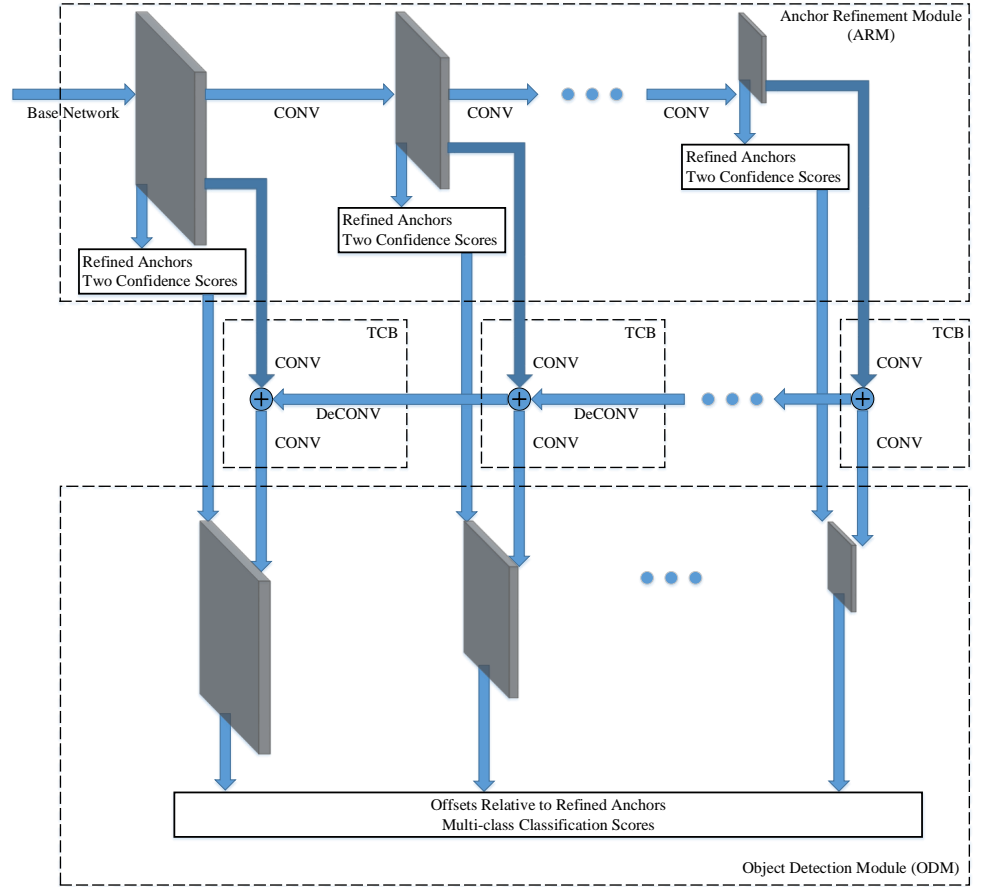 Anchor Refinement Module
(ARM)
Base Network
CONV
CONV
CONV
Refined Anchors
Two Confidence Scores
Refined Anchors
Two Confidence Scores
Refined Anchors
Two Confidence Scores
TCB
TCB
TCB
CONV
CONV
CONV
DeCONV
DeCONV
CONV
CONV
CONV
Offsets Relative to Refined Anchors
Multi-class Classification Scores
Object Detection Module (ODM)